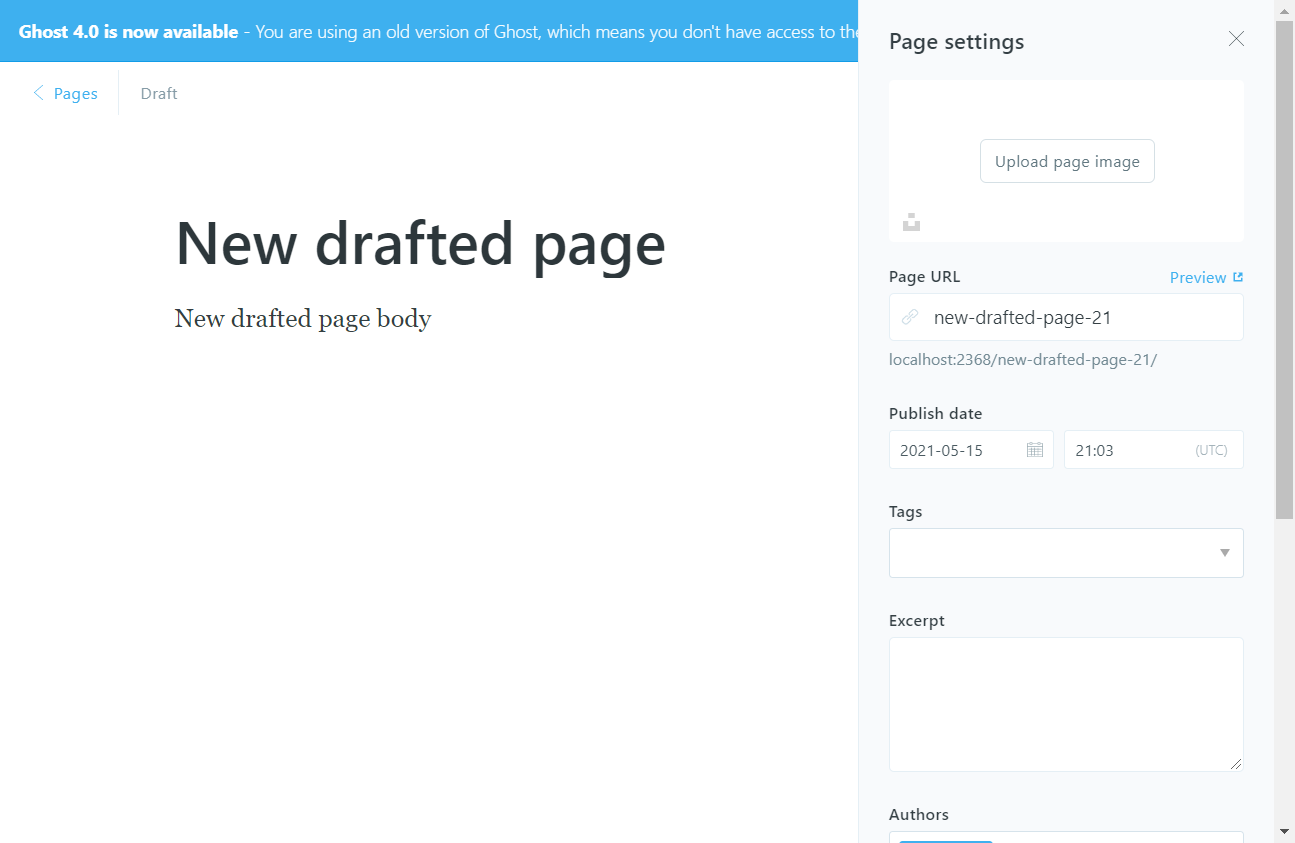 Ghost 4.0 is now available - You are using an old version of Ghost, which means you don't have access to the
Pages
Draft
New drafted page
New drafted page body
Page settings
Upload page image
Page URL
Preview
new-drafted-page-21
localhost:2368/new-drafted-page-21/
Publish date
2021-05-15
21:03
(UTC)
Tags
Excerpt
Authors